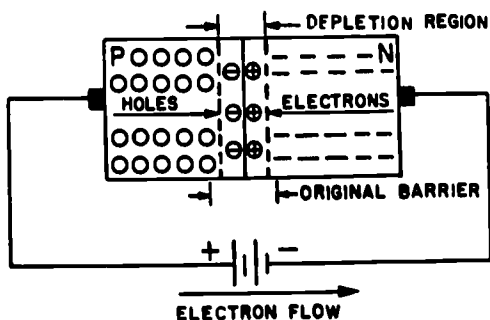 DEPLETION REGION
P N
HOLES ELECTRONS
ORIGINAL BARRIER
+ −
ELECTRON FLOW